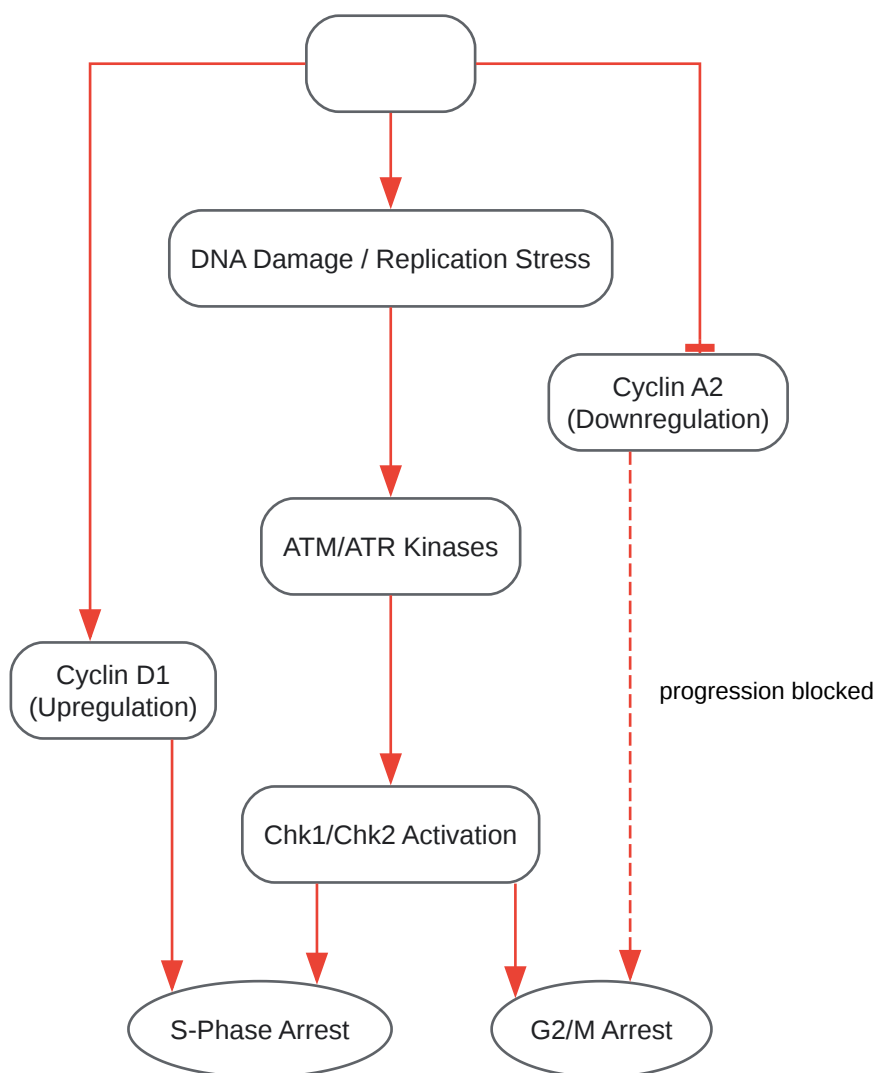 DNA Damage / Replication Stress
Cyclin A2
(Downregulation)
ATM/ATR Kinases
Cyclin D1
(Upregulation)
progression blocked
Chk1/Chk2 Activation
S-Phase Arrest
G2/M Arrest